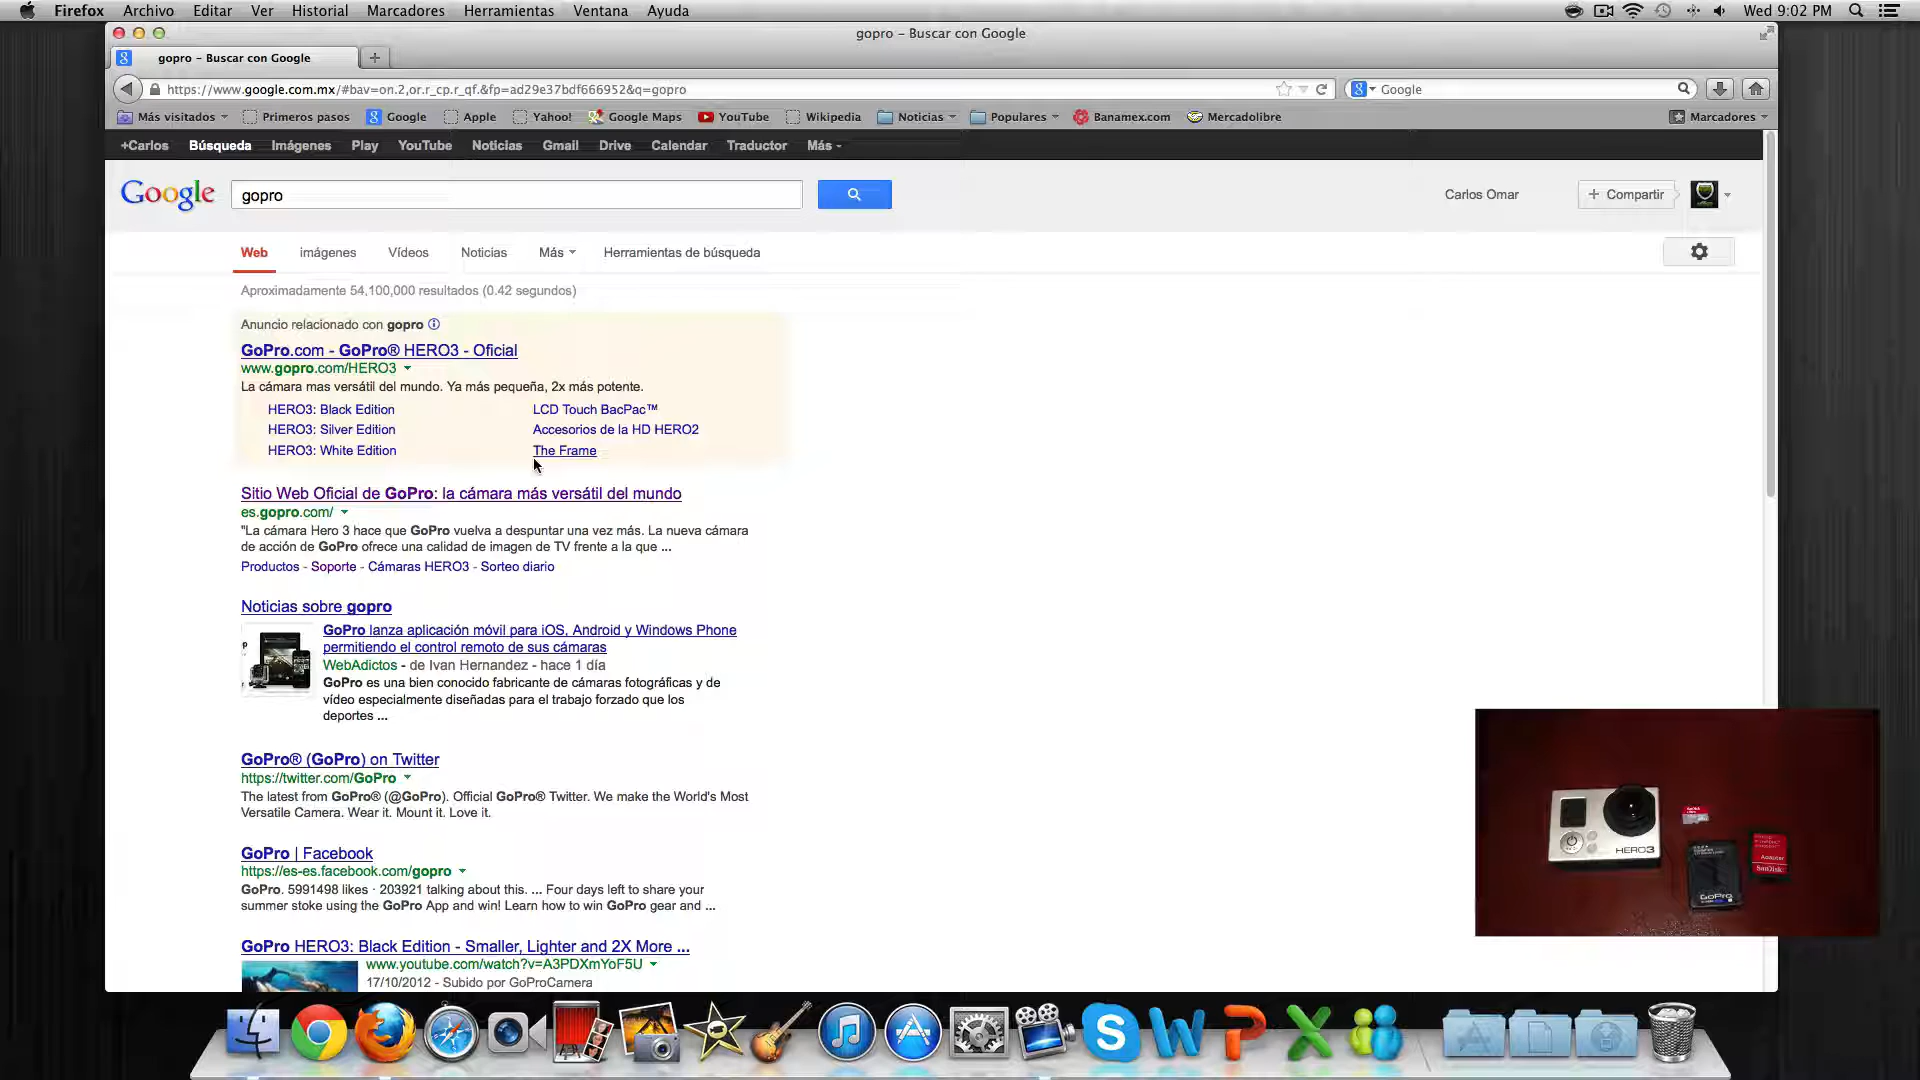 Firefox Archivo Editar Ver Historial Marcadores Herramientas Ventana Ayuda Wed 9:02 PM
gopro - Buscar con Google
gopro - Buscar con Google
https://www.google.com.mx/#bav=on.2,or.r_cp.r_qf.&fp=ad29e37bdf666952&q=gopro Google
Más visitados Primeros pasos Google Apple Yahoo! Google Maps YouTube Wikipedia Noticias Populares Banamex.com Mercadolibre Marcadores
+Carlos Búsqueda Imágenes Play YouTube Noticias Gmail Drive Calendar Traductor Más
Google gopro Carlos Omar + Compartir
Web imágenes Vídeos Noticias Más Herramientas de búsqueda
Aproximadamente 54,100,000 resultados (0.42 segundos)
Anuncio relacionado con gopro
GoPro.com - GoPro® HERO3 - Oficial
www.gopro.com/HERO3
La cámara mas versátil del mundo. Ya más pequeña, 2x más potente.
HERO3: Black Edition LCD Touch BacPac™
HERO3: Silver Edition Accesorios de la HD HERO2
HERO3: White Edition The Frame
Sitio Web Oficial de GoPro: la cámara más versátil del mundo
es.gopro.com/
"La cámara Hero 3 hace que GoPro vuelva a despuntar una vez más. La nueva cámara
de acción de GoPro ofrece una calidad de imagen de TV frente a la que ...
Productos - Soporte - Cámaras HERO3 - Sorteo diario
Noticias sobre gopro
GoPro lanza aplicación móvil para iOS, Android y Windows Phone
permitiendo el control remoto de sus cámaras
WebAdictos - de Ivan Hernandez - hace 1 día
GoPro es una bien conocido fabricante de cámaras fotográficas y de
vídeo especialmente diseñadas para el trabajo forzado que los
deportes ...
GoPro® (GoPro) on Twitter
https://twitter.com/GoPro
The latest from GoPro® (@GoPro). Official GoPro® Twitter. We make the World's Most
Versatile Camera. Wear it. Mount it. Love it.
GoPro | Facebook
https://es-es.facebook.com/gopro
GoPro. 5991498 likes · 203921 talking about this. ... Four days left to share your
summer stoke using the GoPro App and win! Learn how to win GoPro gear and ...
GoPro HERO3: Black Edition - Smaller, Lighter and 2X More ...
www.youtube.com/watch?v=A3PDXmYoF5U
17/10/2012 - Subido por GoProCamera
HERO3
SanDisk
Adapter
SanDisk
GoPro